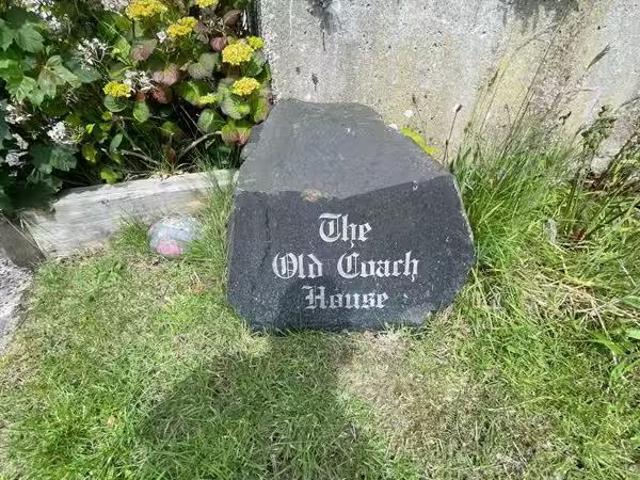 The
Old Coach
House